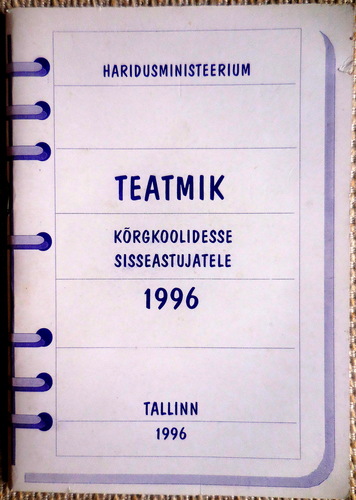 HARIDUSMINISTEERIUM
TEATMIK
KÕRGKOOLIDESSE
SISSEASTUJATELE
1996
TALLINN
1996